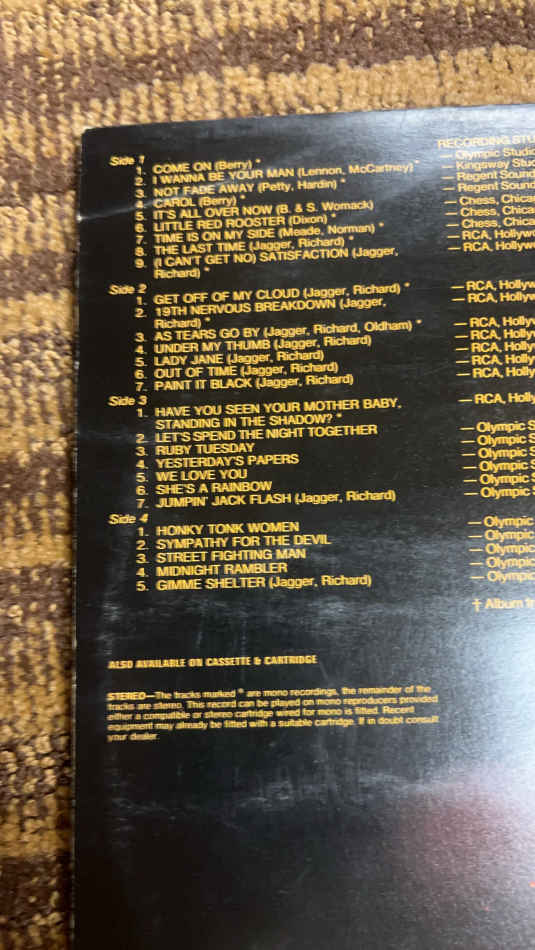 RECORDING STU
Side 1
1. COME ON (Berry) * — Olympic Studio
2. I WANNA BE YOUR MAN (Lennon, McCartney) * — Kingsway Stud
3. NOT FADE AWAY (Petty, Hardin) * — Regent Sound
4. CAROL (Berry) * — Regent Sound
5. IT'S ALL OVER NOW (B. & S. Womack) — Chess, Chica
6. LITTLE RED ROOSTER (Dixon) * — Chess, Chica
7. TIME IS ON MY SIDE (Meade, Norman) * — Chess, Chica
8. THE LAST TIME (Jagger, Richard) * — RCA, Hollywo
9. (I CAN'T GET NO) SATISFACTION (Jagger, — RCA, Hollywo
Richard) *
Side 2
1. GET OFF OF MY CLOUD (Jagger, Richard) * — RCA, Hollyw
2. 19TH NERVOUS BREAKDOWN (Jagger, — RCA, Hollyw
Richard) *
3. AS TEARS GO BY (Jagger, Richard, Oldham) * — RCA, Hollyw
4. UNDER MY THUMB (Jagger, Richard) — RCA, Hollyw
5. LADY JANE (Jagger, Richard) — RCA, Hollyw
6. OUT OF TIME (Jagger, Richard) — RCA, Hollyw
7. PAINT IT BLACK (Jagger, Richard) — RCA, Hollyw
Side 3
1. HAVE YOU SEEN YOUR MOTHER BABY, — RCA, Holly
STANDING IN THE SHADOW? *
2. LET'S SPEND THE NIGHT TOGETHER — Olympic S
3. RUBY TUESDAY — Olympic S
4. YESTERDAY'S PAPERS — Olympic S
5. WE LOVE YOU — Olympic S
6. SHE'S A RAINBOW — Olympic S
7. JUMPIN' JACK FLASH (Jagger, Richard) — Olympic S
Side 4
1. HONKY TONK WOMEN — Olympic
2. SYMPATHY FOR THE DEVIL — Olympic
3. STREET FIGHTING MAN — Olympic
4. MIDNIGHT RAMBLER — Olympic
5. GIMME SHELTER (Jagger, Richard) — Olympic
† Album tr
ALSO AVAILABLE ON CASSETTE & CARTRIDGE
STEREO—The tracks marked * are mono recordings, the remainder of the
tracks are stereo. This record can be played on mono reproducers provided
either a compatible or stereo cartridge wired for mono is fitted. Recent
equipment may already be fitted with a suitable cartridge. If in doubt consult
your dealer.